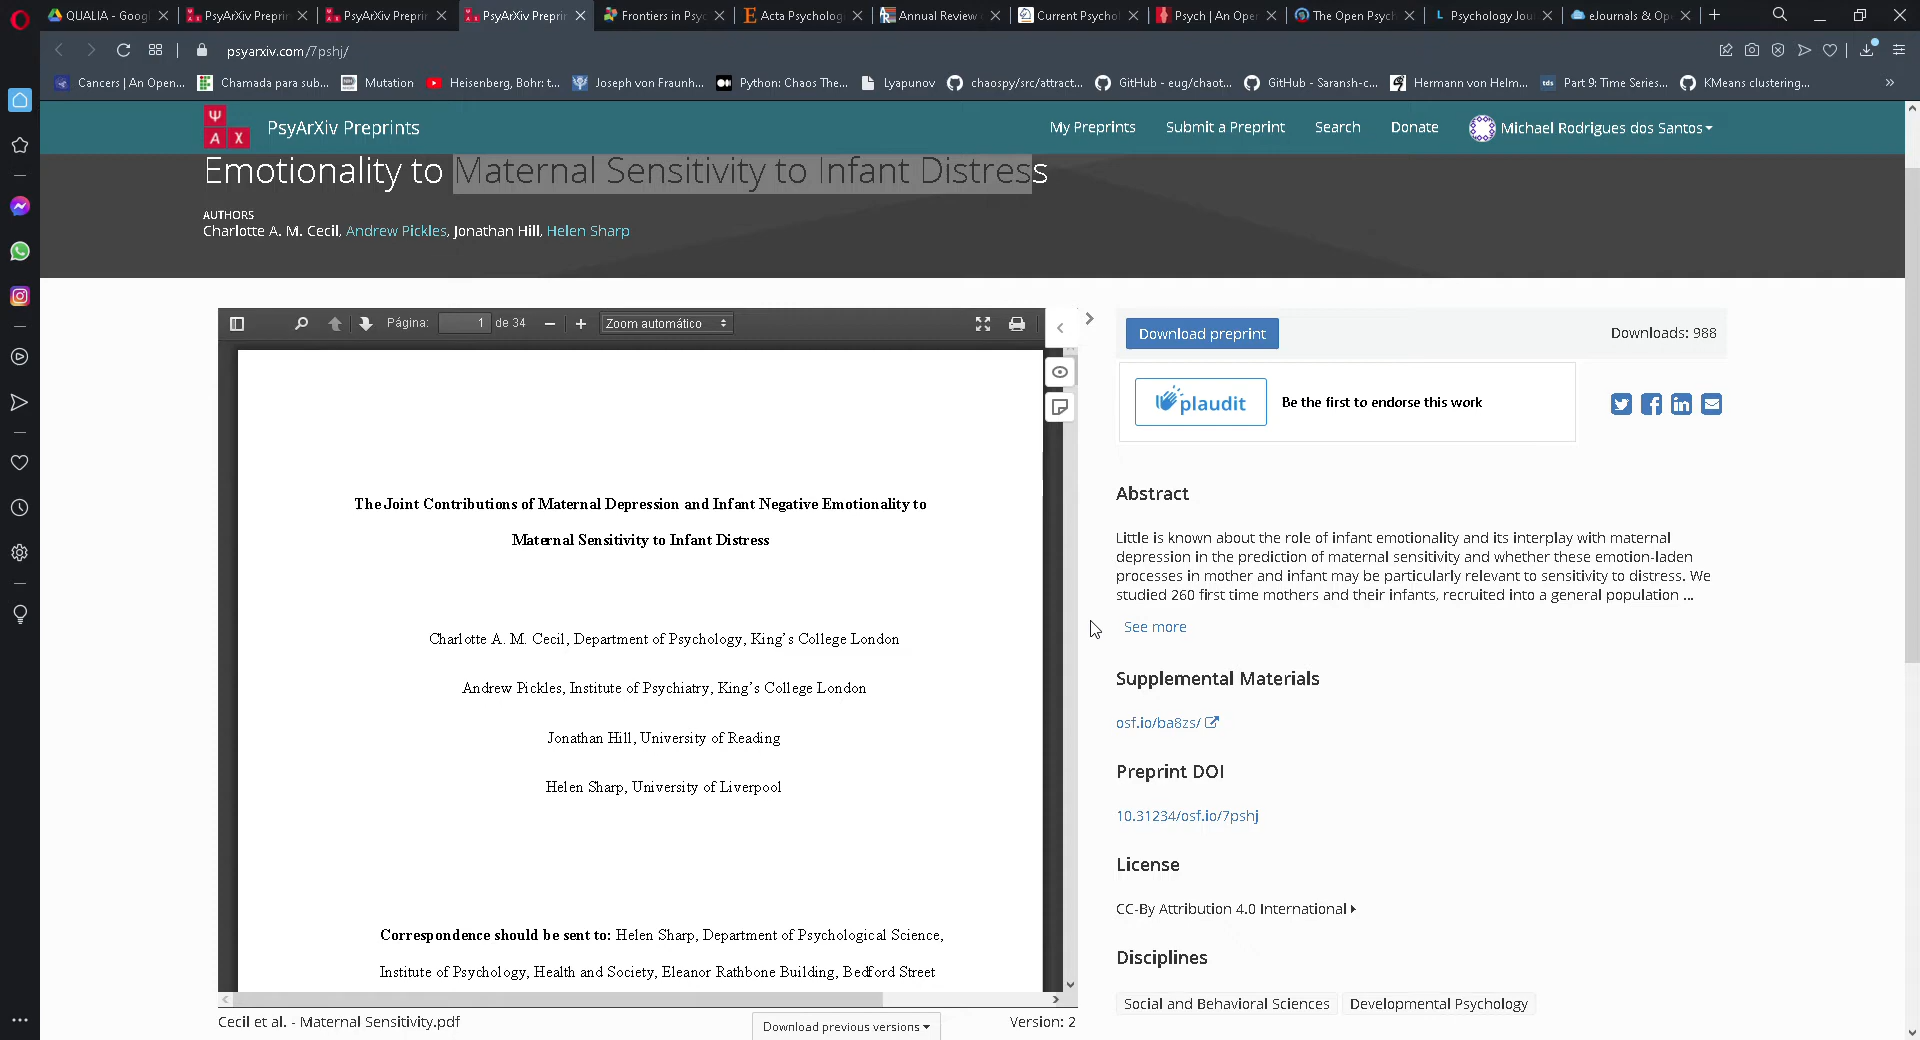 QUALIA - Goog
PsyArXiv Preprin
PsyArXiv Preprin
PsyArXiv Preprin
Frontiers in Psyc
Acta Psycholog
Annual Review
Current Psychol
Psych | An Open
The Open Psych
Psychology Jou
eJournals & Ope
psyarxiv.com/7pshj/
Cancers | An Open...
Chamada para sub...
Mutation
Heisenberg, Bohr: t...
Joseph von Fraunh...
Python: Chaos The...
Lyapunov
chaospy/src/attract...
GitHub - eug/chaot...
GitHub - Saransh-c...
Hermann von Helm...
tds
Part 9: Time Series...
KMeans clustering...
Ψ
A X
PsyArXiv Preprints
My Preprints
Submit a Preprint
Search
Donate
Michael Rodrigues dos Santos
Emotionality to Maternal Sensitivity to Infant Distress
AUTHORS
Charlotte A. M. Cecil, Andrew Pickles, Jonathan Hill, Helen Sharp
Página: 1 de 34
Zoom automático
The Joint Contributions of Maternal Depression and Infant Negative Emotionality to
Maternal Sensitivity to Infant Distress
Charlotte A. M. Cecil, Department of Psychology, King's College London
Andrew Pickles, Institute of Psychiatry, King's College London
Jonathan Hill, University of Reading
Helen Sharp, University of Liverpool
Correspondence should be sent to: Helen Sharp, Department of Psychological Science,
Institute of Psychology, Health and Society, Eleanor Rathbone Building, Bedford Street
Cecil et al. - Maternal Sensitivity.pdf
Download previous versions
Version: 2
Download preprint
Downloads: 988
plaudit
Be the first to endorse this work
Abstract
Little is known about the role of infant emotionality and its interplay with maternal
depression in the prediction of maternal sensitivity and whether these emotion-laden
processes in mother and infant may be particularly relevant to sensitivity to distress. We
studied 260 first time mothers and their infants, recruited into a general population ...
See more
Supplemental Materials
osf.io/ba8zs/
Preprint DOI
10.31234/osf.io/7pshj
License
CC-By Attribution 4.0 International
Disciplines
Social and Behavioral Sciences
Developmental Psychology